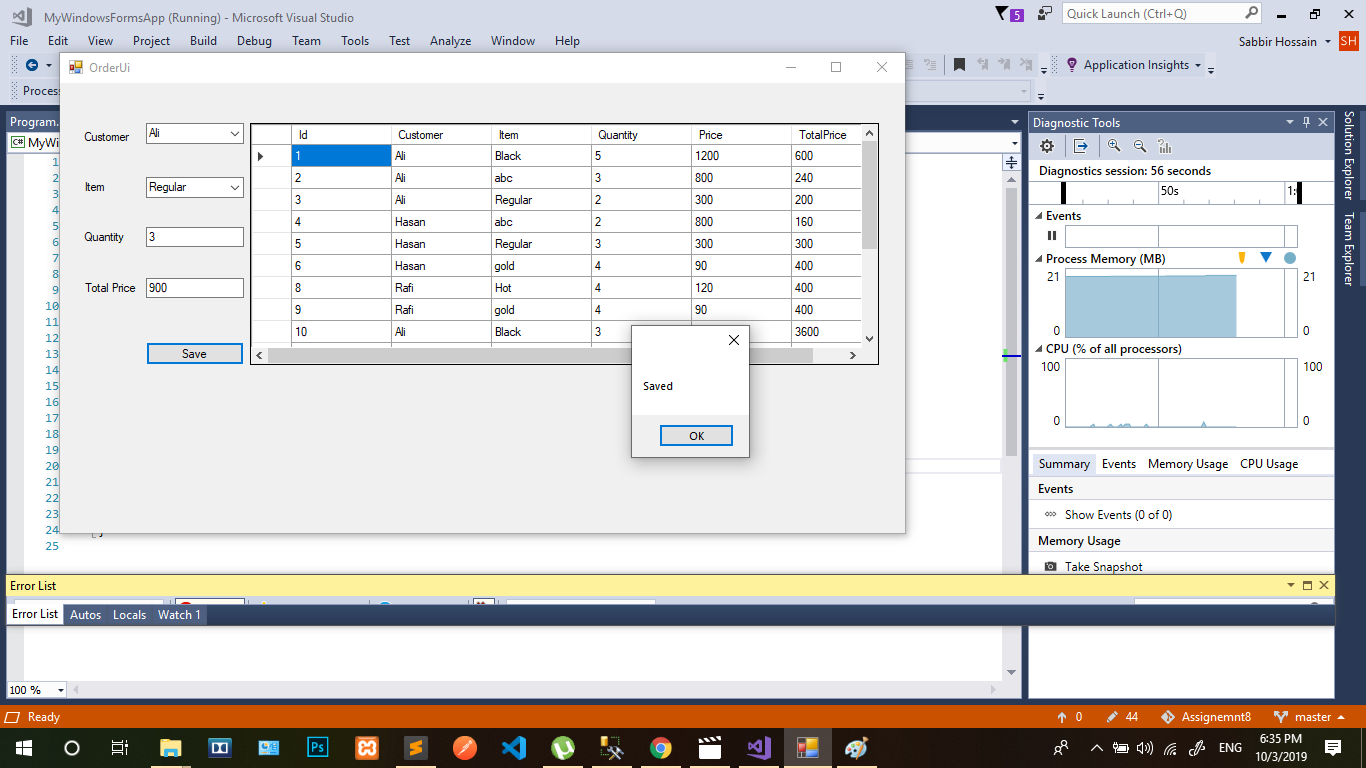 MyWindowsFormsApp (Running) - Microsoft Visual Studio
5
Quick Launch (Ctrl+Q)
File Edit View Project Build Debug Team Tools Test Analyze Window Help
Sabbir Hossain SH
OrderUi
Application Insights
Process
Program.
C# MyWi
Customer Ali
Item Regular
Quantity 3
Total Price 900
Save
Id Customer Item Quantity Price TotalPrice
1 Ali Black 5 1200 600
2 Ali abc 3 800 240
3 Ali Regular 2 300 200
4 Hasan abc 2 800 160
5 Hasan Regular 3 300 300
6 Hasan gold 4 90 400
8 Rafi Hot 4 120 400
9 Rafi gold 4 90 400
10 Ali Black 3 3600
Saved
OK
1
2
3
4
5
6
7
8
9
10
11
12
13
14
15
16
17
18
19
20
21
22
23
24
25
Diagnostic Tools
Diagnostics session: 56 seconds
50s 1:
Events
Process Memory (MB)
21 21
0 0
CPU (% of all processors)
100 100
0 0
Summary Events Memory Usage CPU Usage
Events
Show Events (0 of 0)
Memory Usage
Take Snapshot
Solution Explorer
Team Explorer
Error List
Error List Autos Locals Watch 1
100 %
Ready
0 44 Assignemnt8 master
Ps
ENG
6:35 PM
10/3/2019